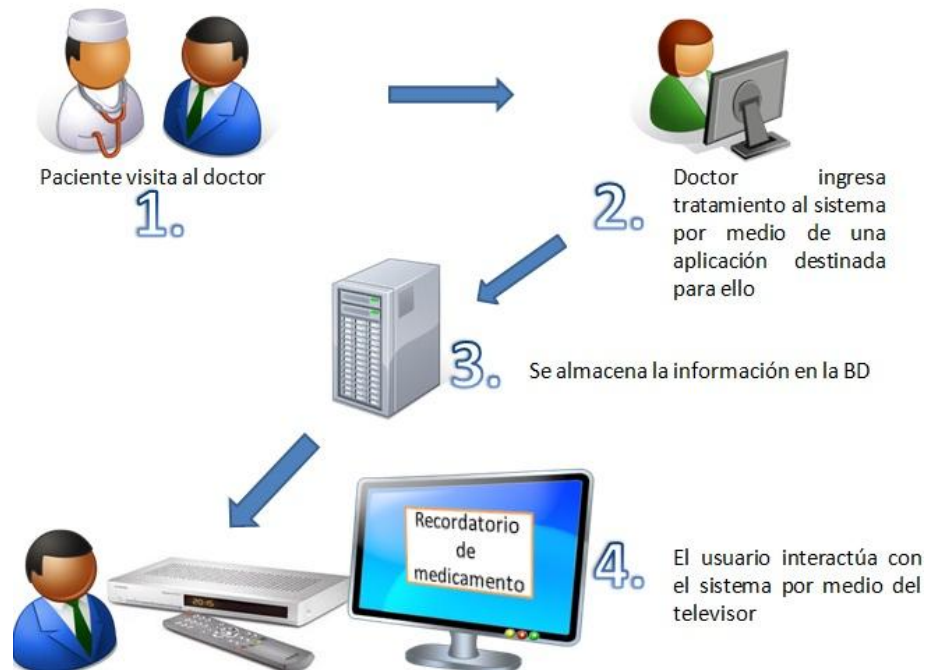 Paciente visita al doctor
1.
2.
Doctor ingresa
tratamiento al sistema
por medio de una
aplicación destinada
para ello
3.
Se almacena la información en la BD
Recordatorio
de
medicamento
20:15
4.
El usuario interactúa con
el sistema por medio del
televisor